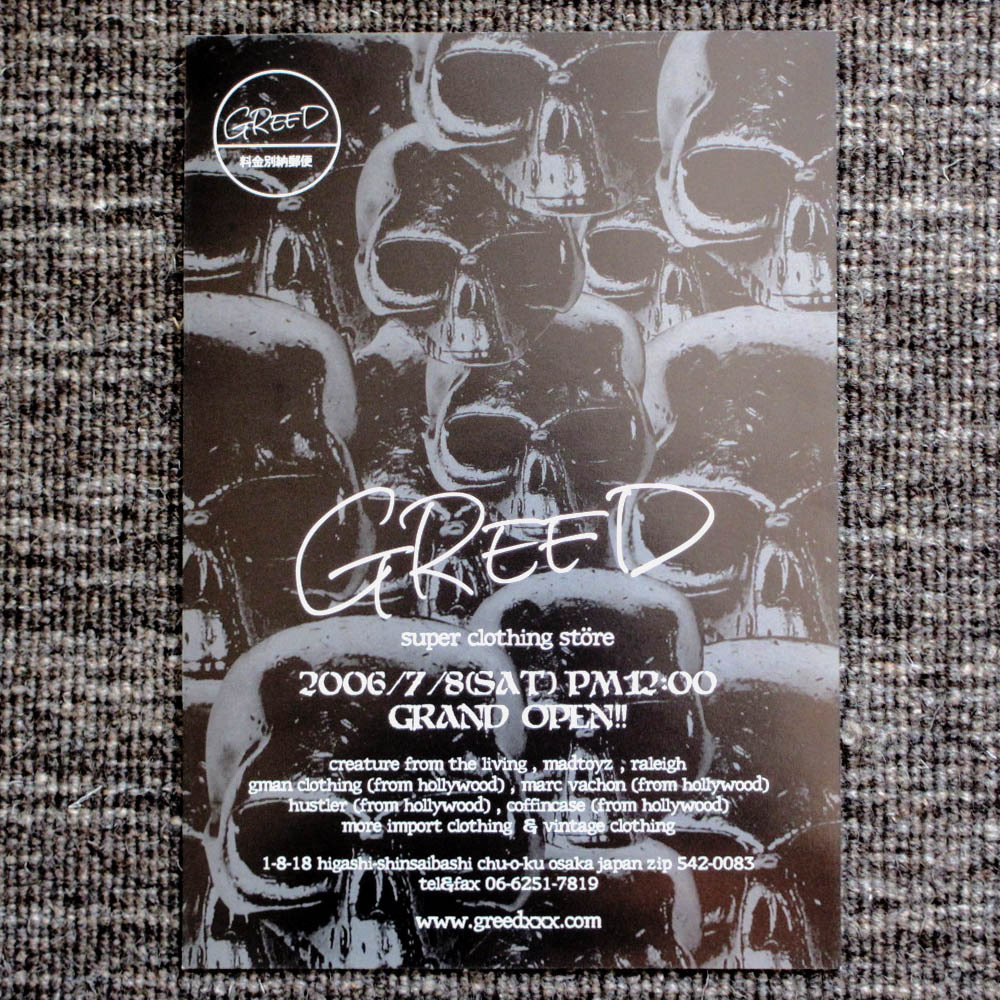 GREED
料金別納郵便
GREED
super clothing störe
2006/7/8(SAT) PM12:00
GRAND OPEN!!
creature from the living , madtoyz , raleigh
gman clothing (from hollywood) , marc vachon (from hollywood)
hustler (from hollywood) , coffincase (from hollywood)
more import clothing & vintage clothing
1-8-18 higashi-shinsaibashi chu-o-ku osaka japan zip 542-0083
tel&fax 06-6251-7819
www.greedxxx.com